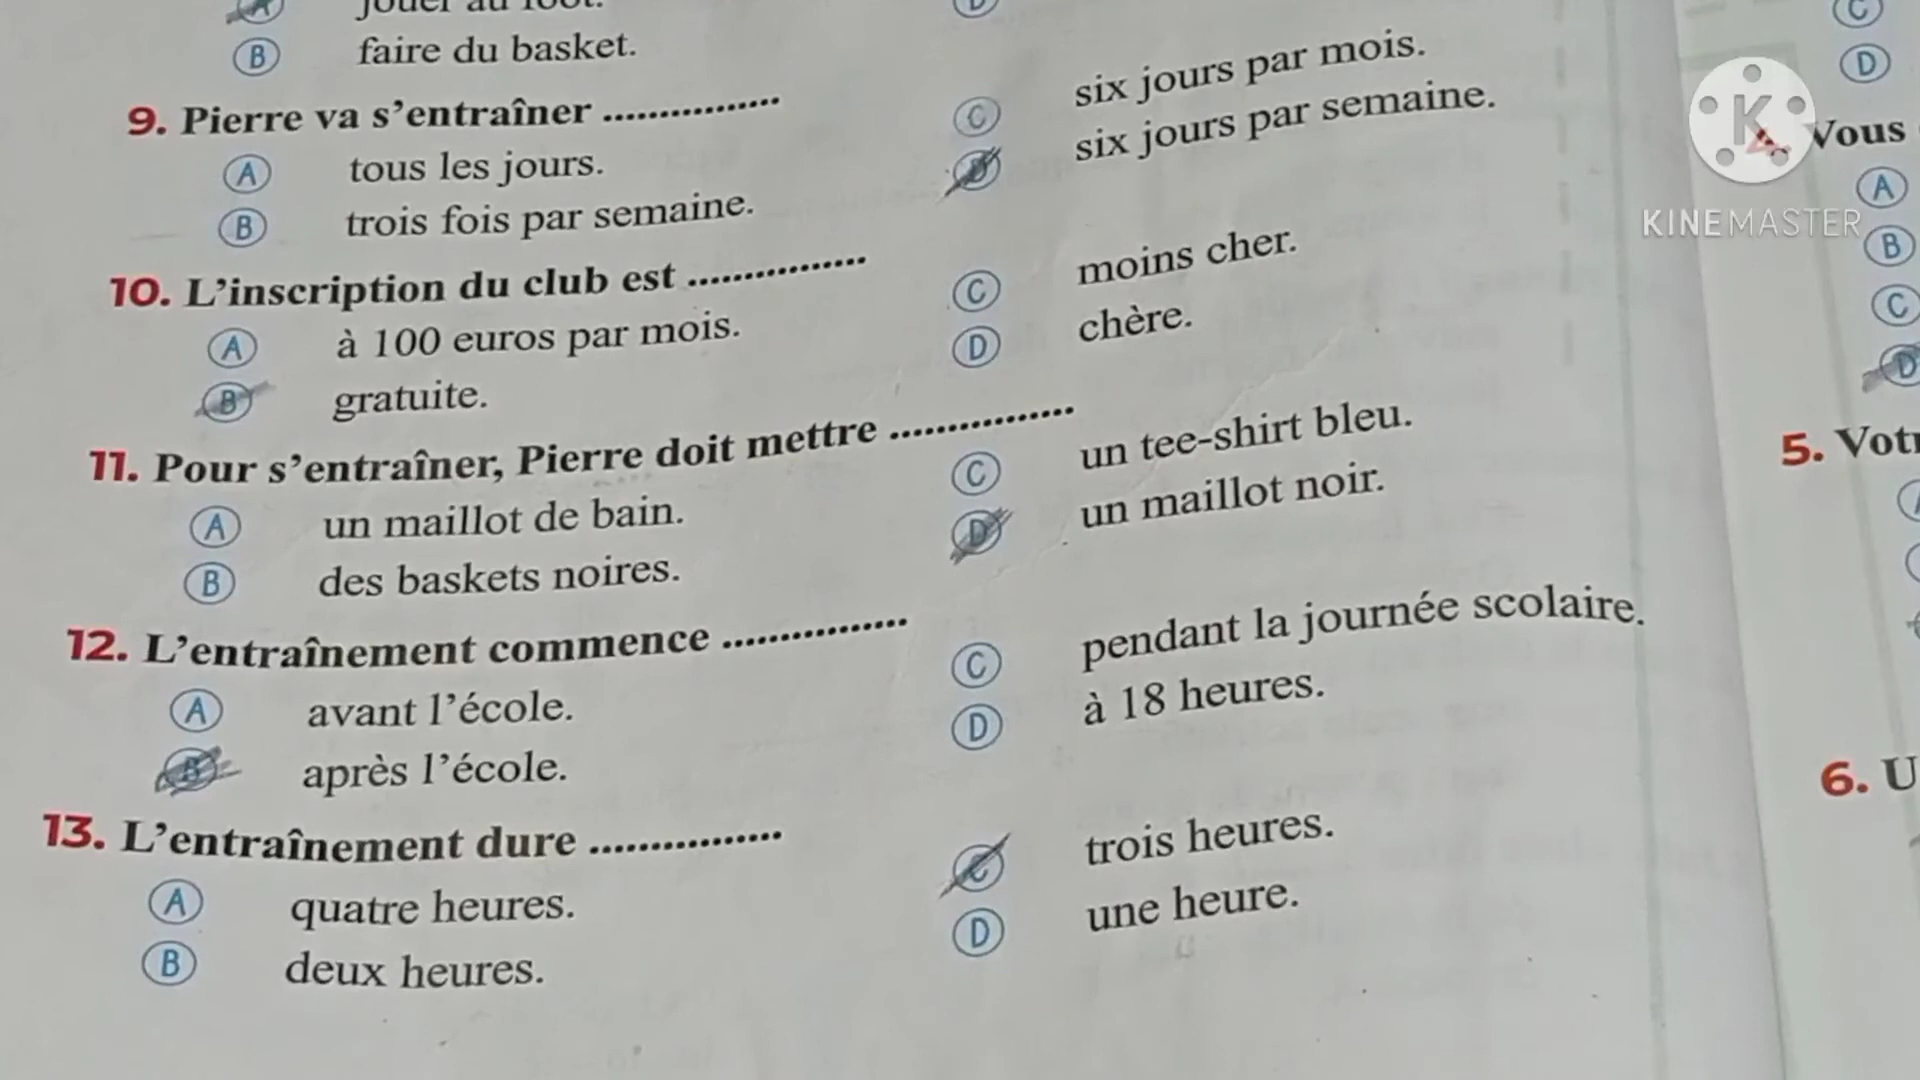 jouer au foot.
B faire du basket.
9. Pierre va s'entraîner ...............
A tous les jours.
B trois fois par semaine.
C six jours par mois.
D six jours par semaine.
10. L'inscription du club est ...............
A à 100 euros par mois.
B gratuite.
C moins cher.
D chère.
11. Pour s'entraîner, Pierre doit mettre ...............
A un maillot de bain.
B des baskets noires.
C un tee-shirt bleu.
D un maillot noir.
12. L'entraînement commence ...............
A avant l'école.
B après l'école.
C pendant la journée scolaire.
D à 18 heures.
13. L'entraînement dure ...............
A quatre heures.
B deux heures.
C trois heures.
D une heure.
C
D
4. Vous
A
B
C
D
5.
6.
K
KINEMASTER